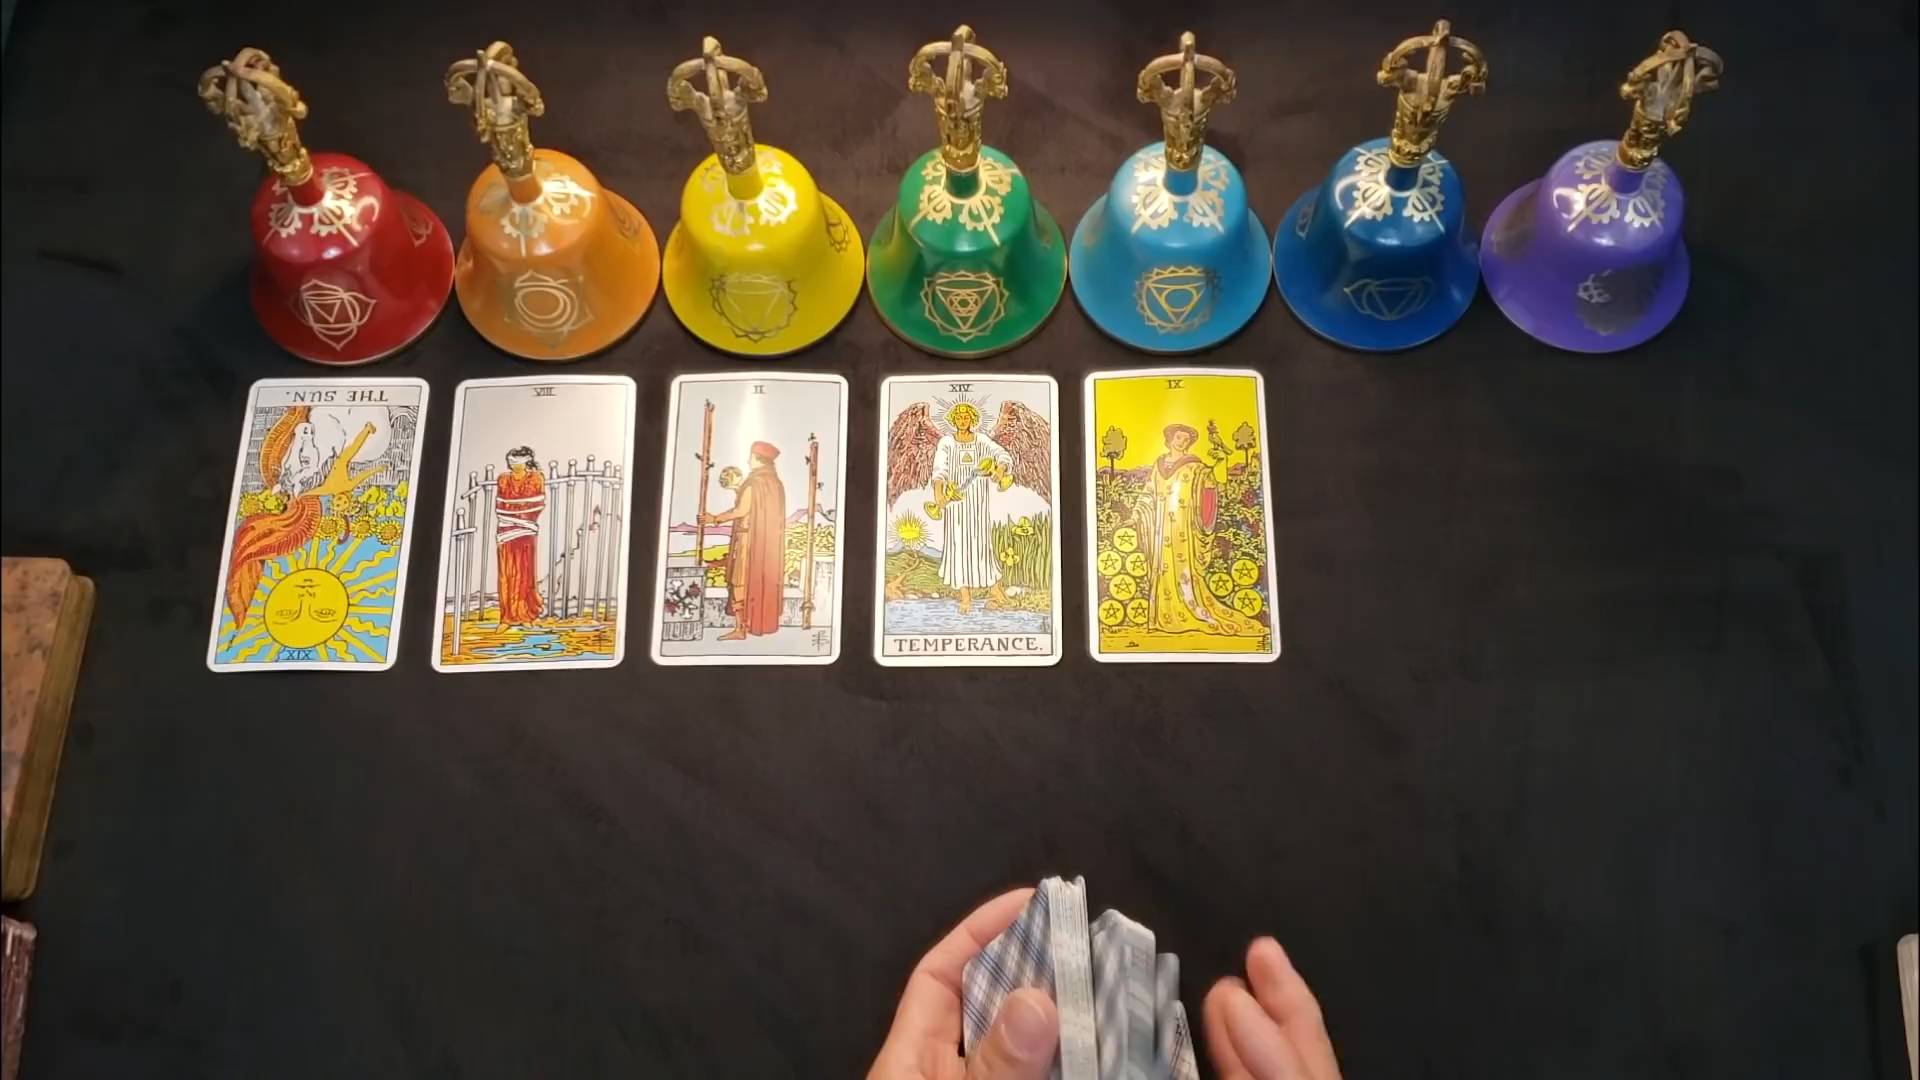 THE SUN.
XIX
VIII
II
XIV
TEMPERANCE.
IX